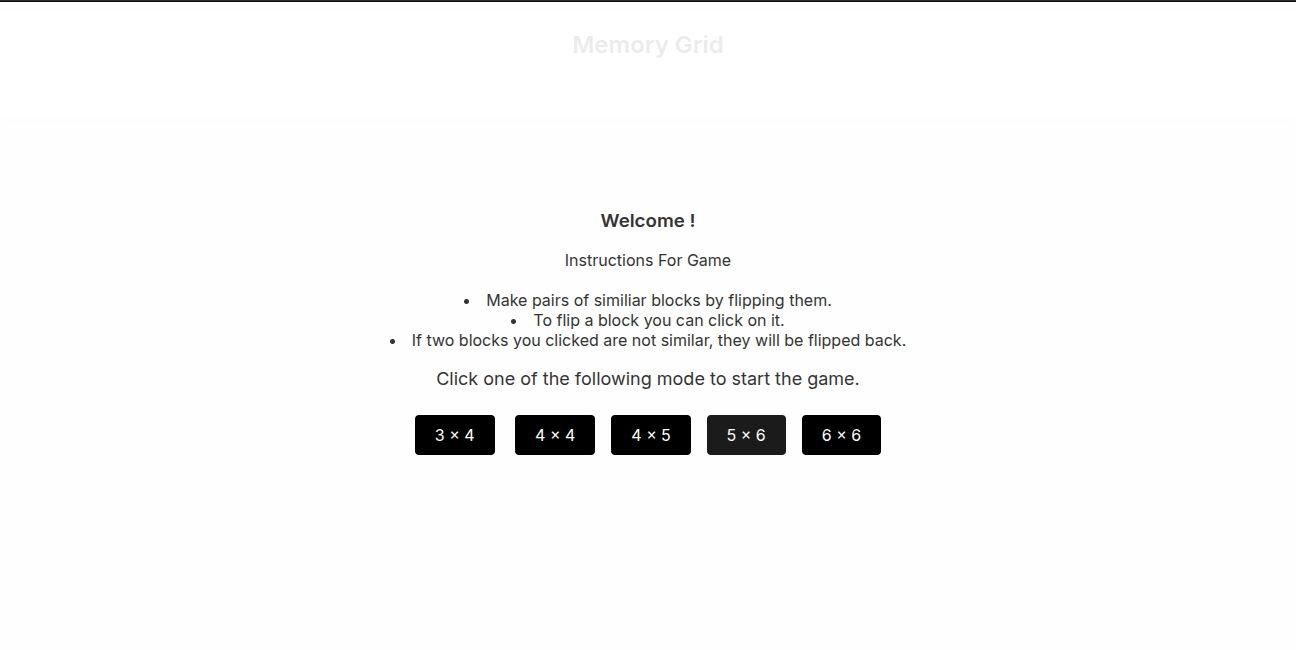 Memory Grid
Welcome !
Instructions For Game
• Make pairs of similiar blocks by flipping them.
• To flip a block you can click on it.
• If two blocks you clicked are not similar, they will be flipped back.
Click one of the following mode to start the game.
3 × 4 4 × 4 4 × 5 5 × 6 6 × 6